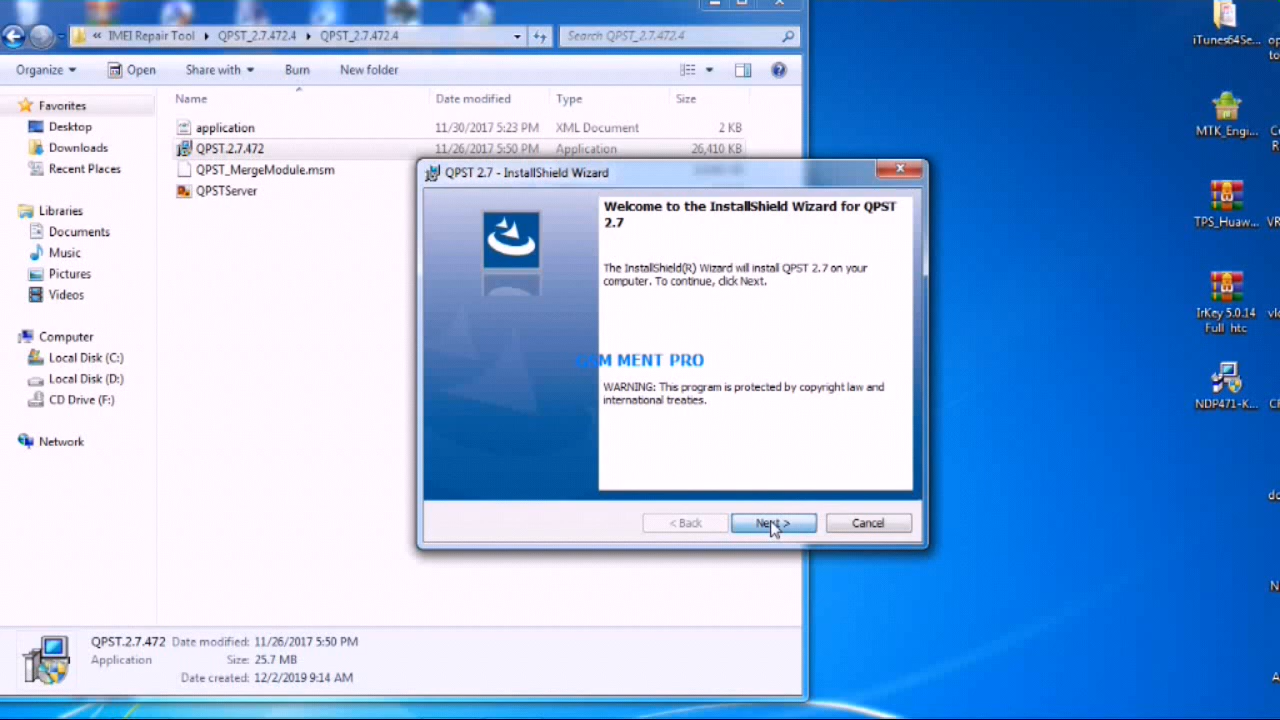 « IMEI Repair Tool ▸ QPST_2.7.472.4 ▸ QPST_2.7.472.4
Search QPST_2.7.472.4
Organize
Open
Share with
Burn
New folder
Name
Date modified
Type
Size
application
11/30/2017 5:23 PM
XML Document
2 KB
QPST.2.7.472
11/26/2017 5:50 PM
Application
26,410 KB
QPST_MergeModule.msm
QPSTServer
Favorites
Desktop
Downloads
Recent Places
Libraries
Documents
Music
Pictures
Videos
Computer
Local Disk (C:)
Local Disk (D:)
CD Drive (F:)
Network
QPST 2.7 - InstallShield Wizard
Welcome to the InstallShield Wizard for QPST
2.7
The InstallShield(R) Wizard will install QPST 2.7 on your
computer. To continue, click Next.
GSM MENT PRO
WARNING: This program is protected by copyright law and
international treaties.
< Back
Next >
Cancel
QPST.2.7.472
Date modified: 11/26/2017 5:50 PM
Application
Size: 25.7 MB
Date created: 12/2/2019 9:14 AM
iTunes64Se...
MTK_Engi...
TPS_Huaw...
IrKey 5.0.14
Full htc
NDP471-K...